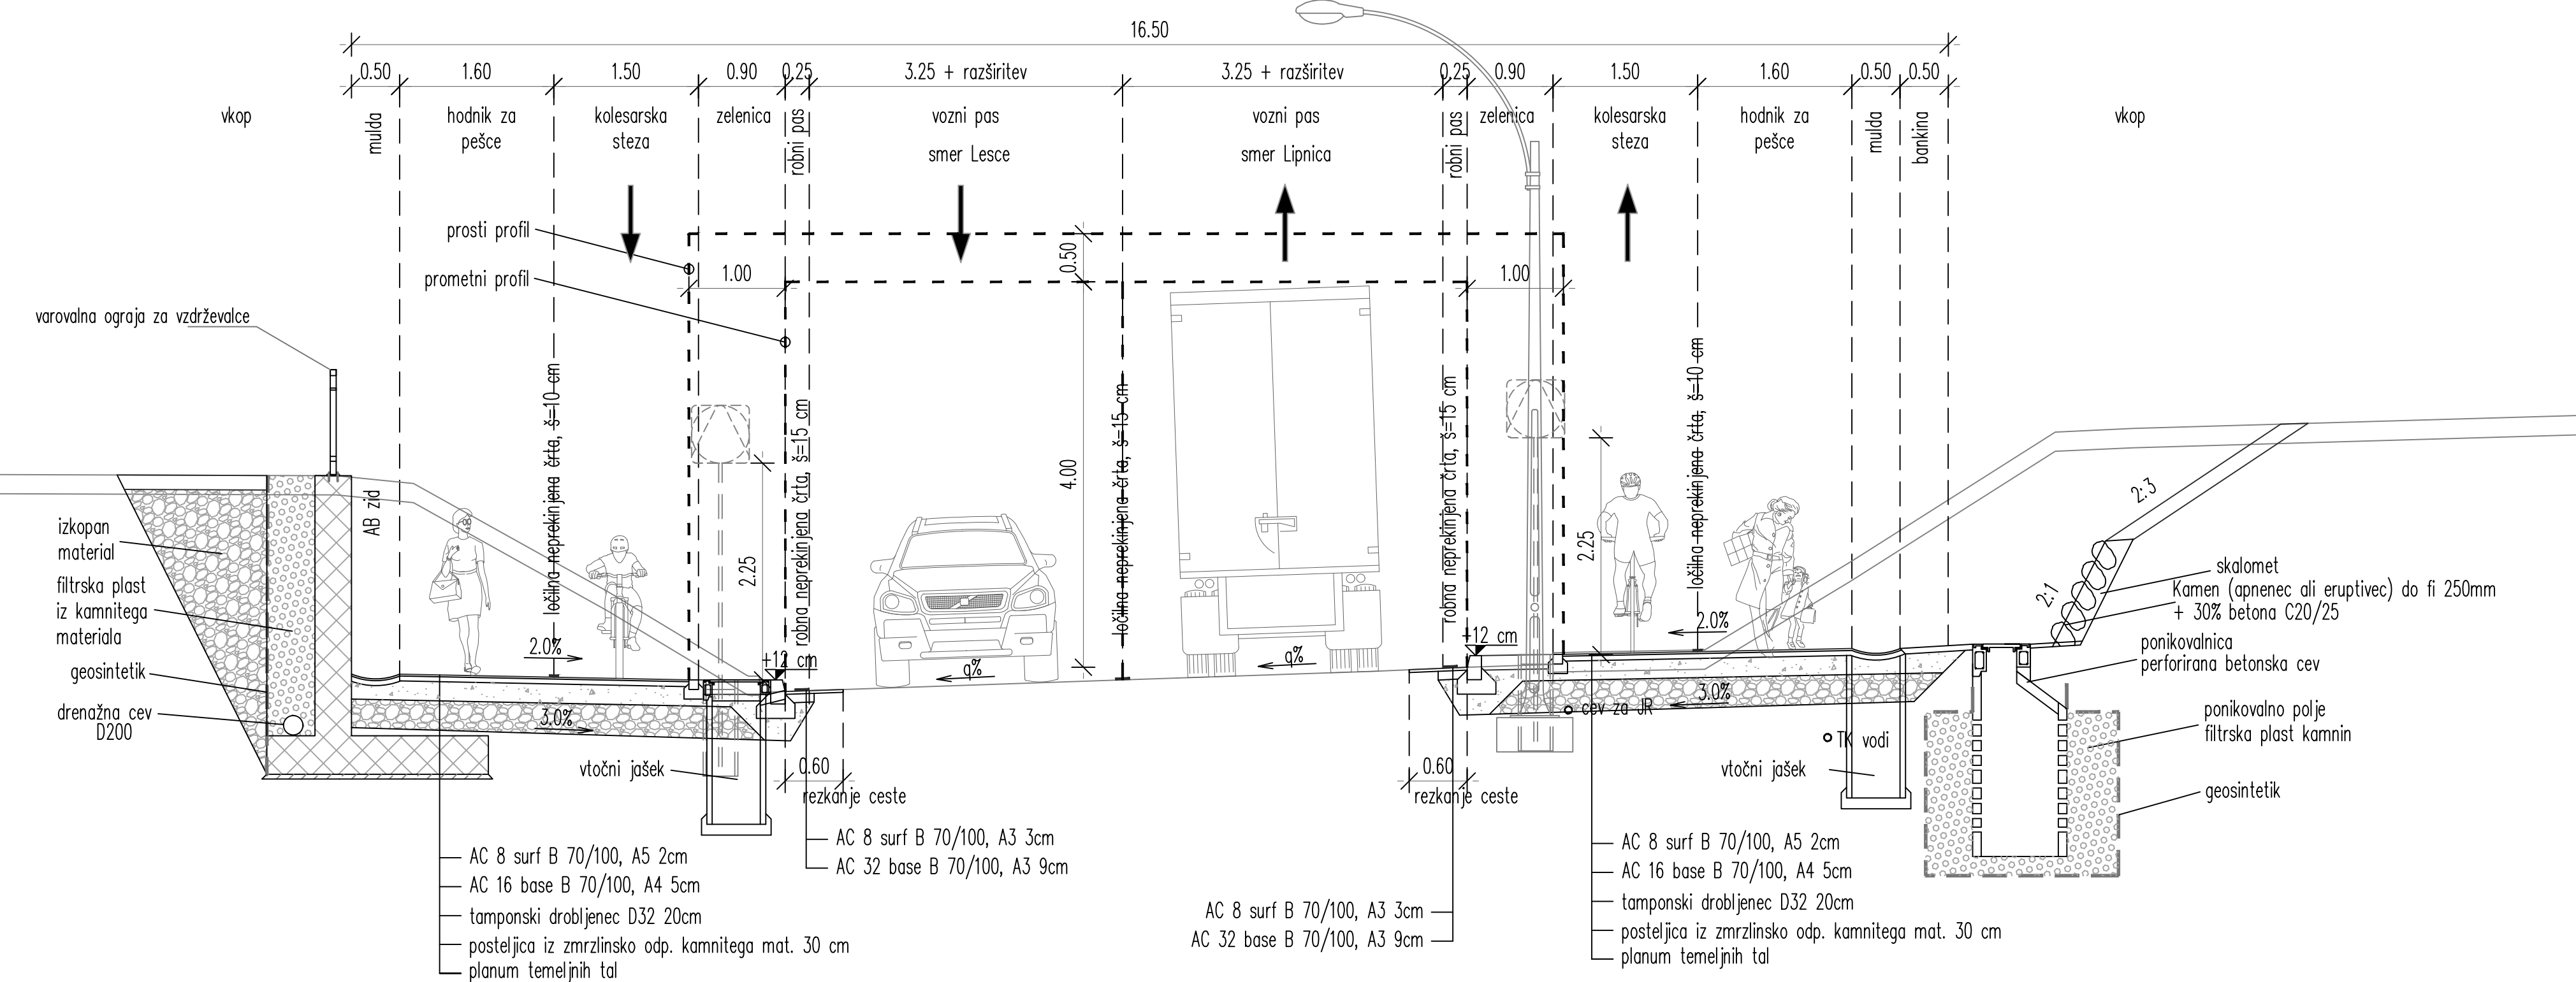 16.50
0.50 1.60 1.50 0.90 0.25 3.25 + razširitev 3.25 + razširitev 0.25 0.90 1.50 1.60 0.50 0.50
vkop
mulda
hodnik za
pešce
kolesarska
steza
zelenica
robni pas
vozni pas
smer Lesce
vozni pas
smer Lipnica
robni pas
zelenica
kolesarska
steza
hodnik za
pešce
mulda
bankina
vkop
prosti profil
prometni profil
1.00
0.50
1.00
varovalna ograja za vzdrževalce
AB zid
ločilna neprekinjena črta, š=10 cm
2.25
robna neprekinjena črta, š=15 cm
4.00
ločilna neprekinjena črta, š=15 cm
robna neprekinjena črta, š=15 cm
2.25
ločilna neprekinjena črta, š=10 cm
2:3
2:1
izkopan
material
filtrska plast
iz kamnitega
materiala
geosintetik
drenažna cev
D200
skalomet
Kamen (apnenec ali eruptivec) do fi 250mm
+ 30% betona C20/25
ponikovalnica
perforirana betonska cev
ponikovalno polje
filtrska plast kamnin
geosintetik
2.0%
+12 cm
q%
q%
+12 cm
2.0%
3.0%
3.0%
cev za JR
TK vodi
vtočni jašek
0.60
rezkanje ceste
0.60
rezkanje ceste
vtočni jašek
AC 8 surf B 70/100, A3 3cm
AC 32 base B 70/100, A3 9cm
AC 8 surf B 70/100, A5 2cm
AC 16 base B 70/100, A4 5cm
tamponski drobljenec D32 20cm
posteljica iz zmrzlinsko odp. kamnitega mat. 30 cm
planum temeljnih tal
AC 8 surf B 70/100, A3 3cm
AC 32 base B 70/100, A3 9cm
AC 8 surf B 70/100, A5 2cm
AC 16 base B 70/100, A4 5cm
tamponski drobljenec D32 20cm
posteljica iz zmrzlinsko odp. kamnitega mat. 30 cm
planum temeljnih tal